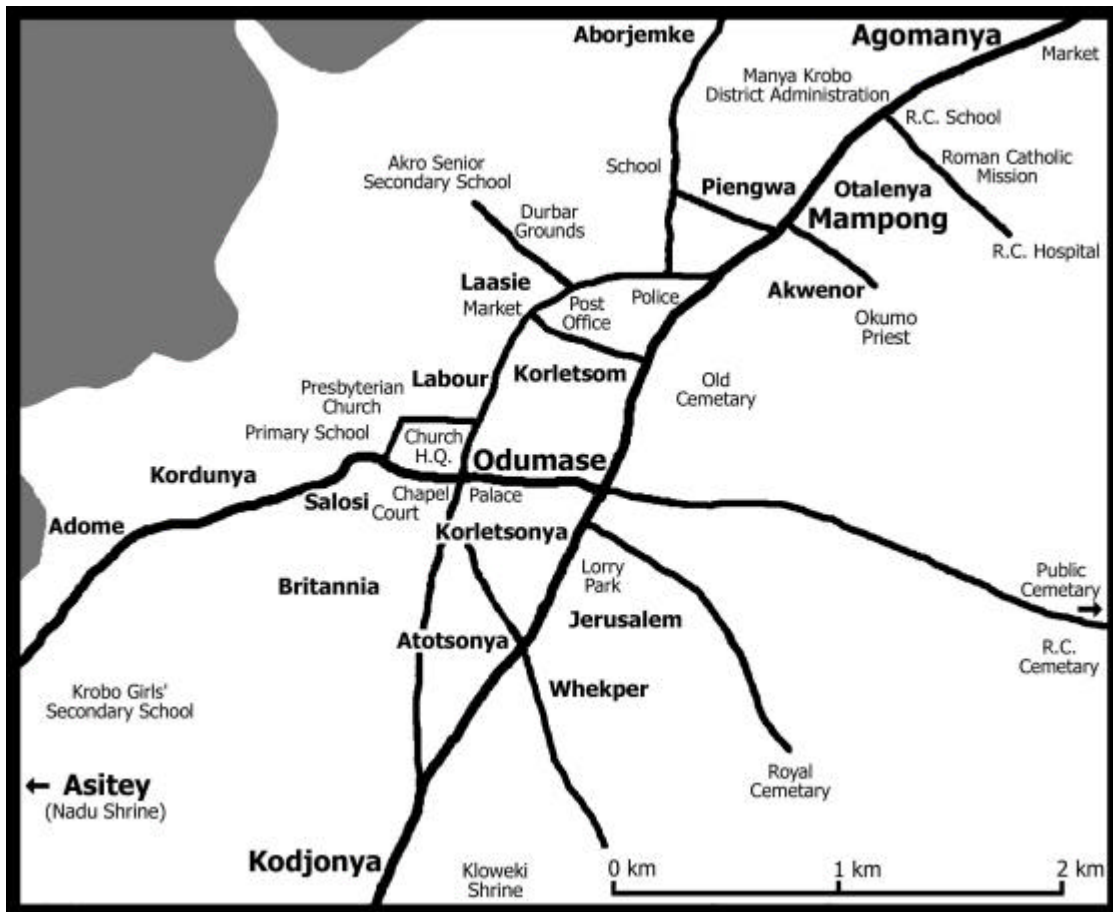 Aborjemke
Agomanya
Market
Manya Krobo
District Administration
R.C. School
Akro Senior
Secondary School
School
Roman Catholic
Mission
Piengwa
Otalenya
Durbar
Grounds
Mampong
R.C. Hospital
Laasie
Police
Akwenor
Market
Post
Office
Okumo
Priest
Labour
Korletsom
Old
Cemetary
Presbyterian
Church
Primary School
Church
H.Q.
Odumase
Kordunya
Salosi
Chapel
Court
Palace
Adome
Korletsonya
Lorry
Park
Public
Cemetary
Britannia
Jerusalem
Atotsonya
R.C.
Cemetary
Whekper
Krobo Girls'
Secondary School
← Asitey
(Nadu Shrine)
Royal
Cemetary
Kodjonya
Kloweki
Shrine
0 km 1 km 2 km